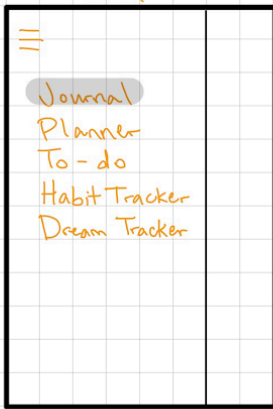 Journal
Planner
To-do
Habit Tracker
Dream Tracker